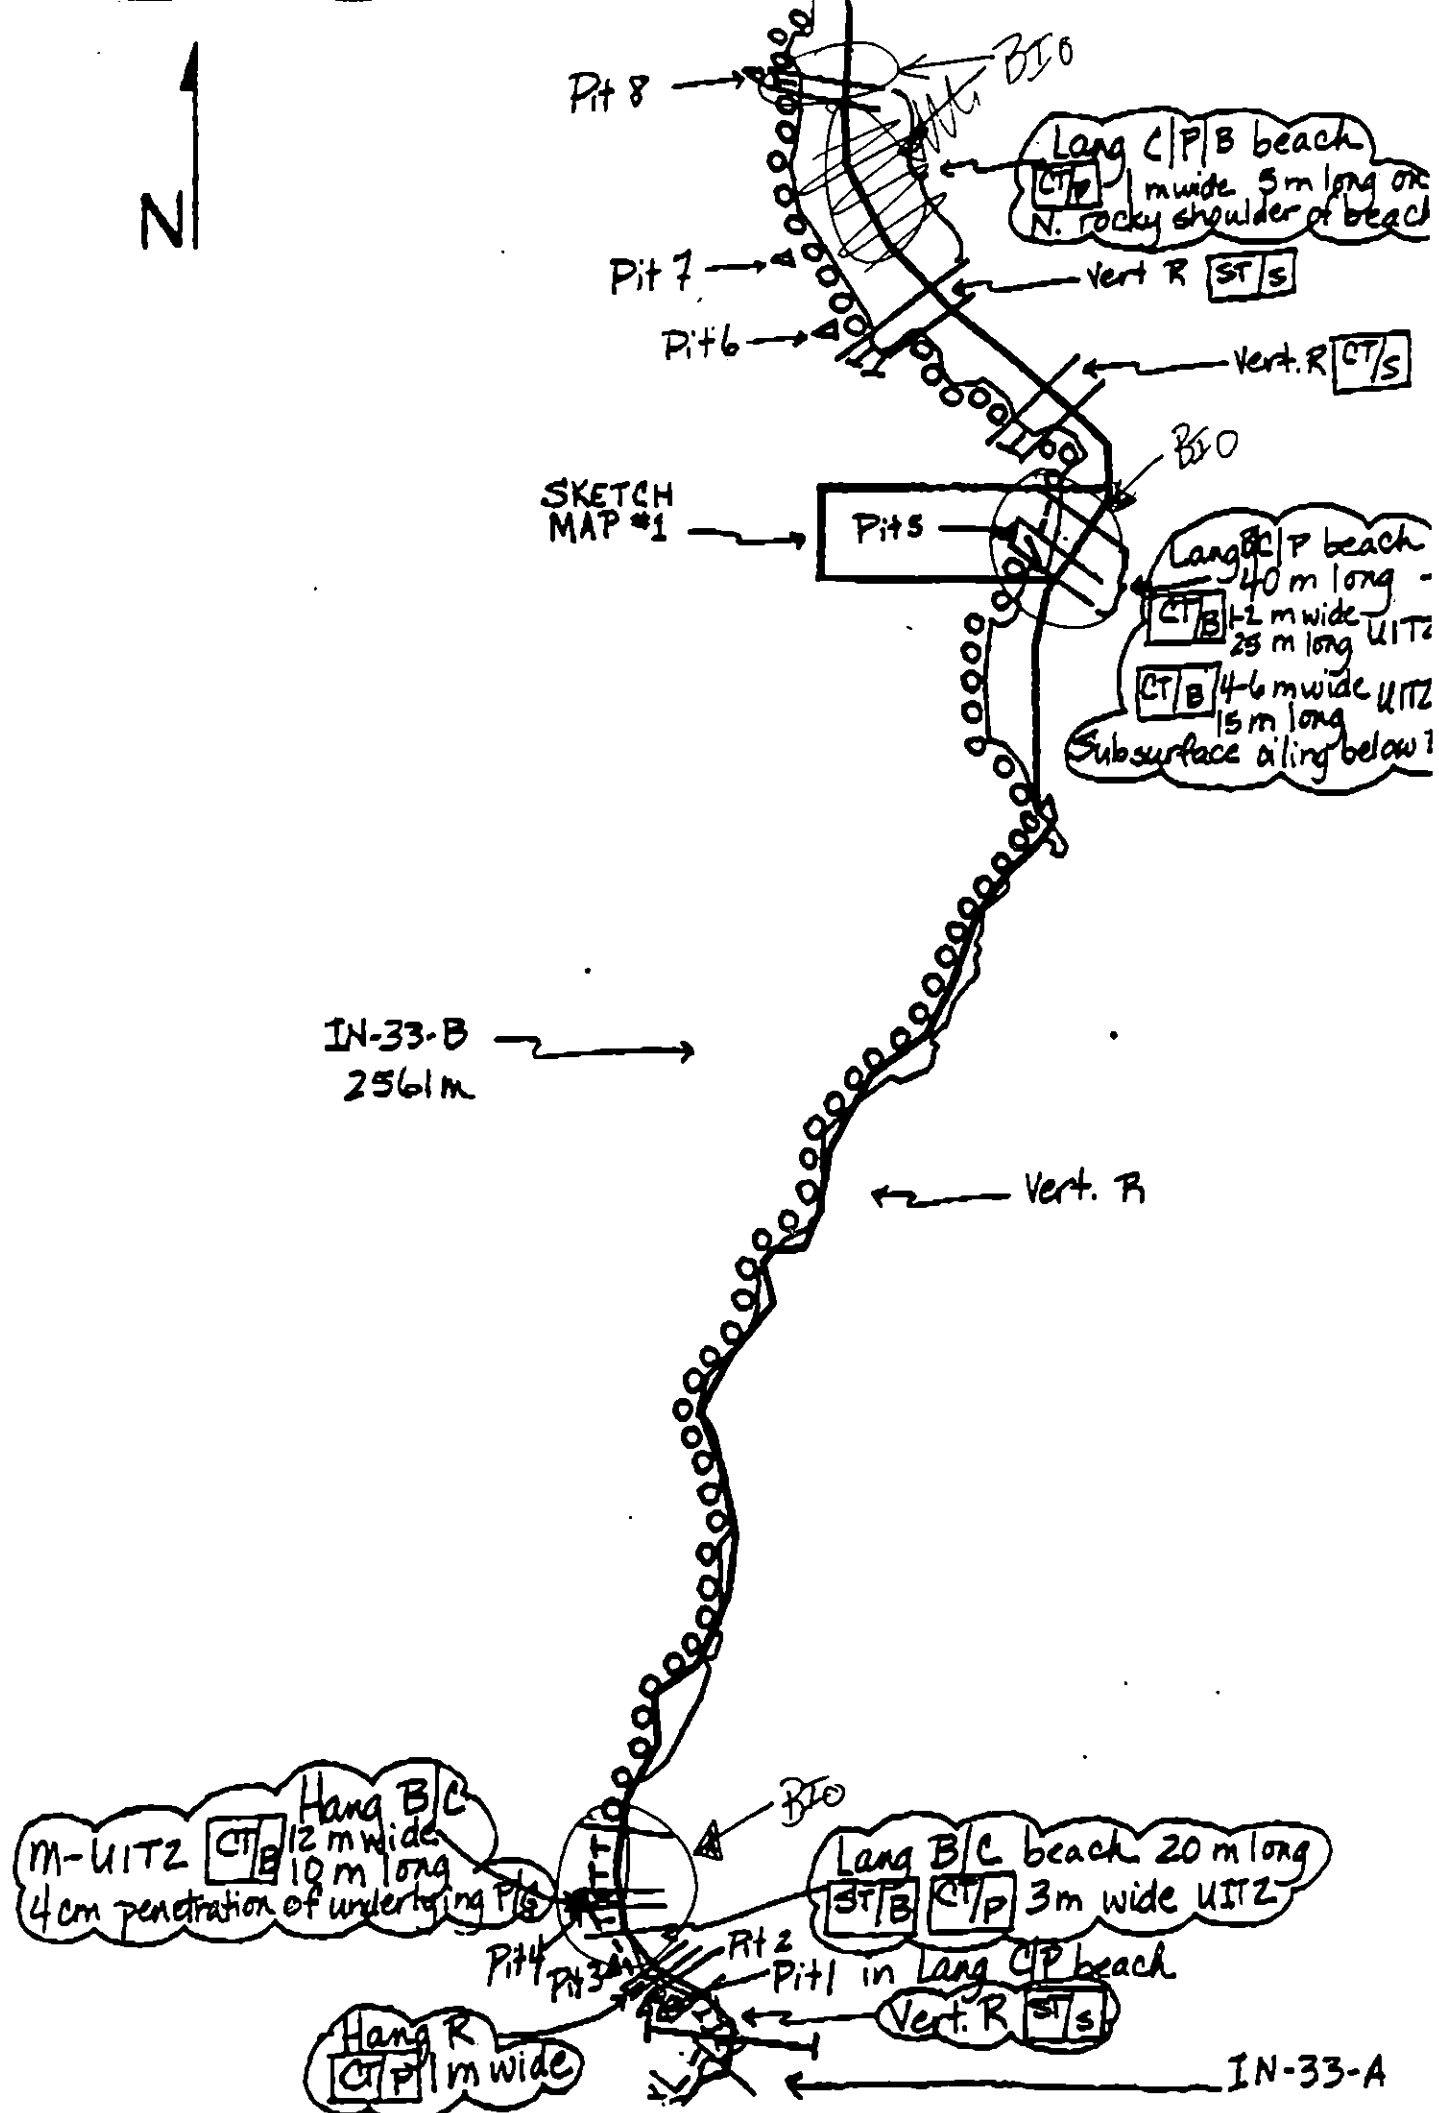 BIO
Pit 8
Lang C/P/B beach
CT/P 1 m wide 5 m long on
N. rocky shoulder of beach
N
Pit 7
Vert R ST/S
Pit 6
Vert. R CT/S
BIO
SKETCH
MAP #1
Pit 5
Lang BC/P beach
40 m long -
CT/B 1-2 m wide
25 m long UITZ
CT/B 4-6 m wide UITZ
15 m long
Subsurface oiling below
IN-33-B
2561 m
Vert. R
BIO
Hang B/C
M-UITZ CT/B 12 m wide
10 m long
4 cm penetration of underlying P/G
Lang B/C beach 20 m long
ST/B CT/P 3 m wide UITZ
Pit 4
Pit 3
Pit 2
Pit 1 in Lang C/P beach
Vert. R ST/S
Hang R
CT/P 1 m wide
IN-33-A